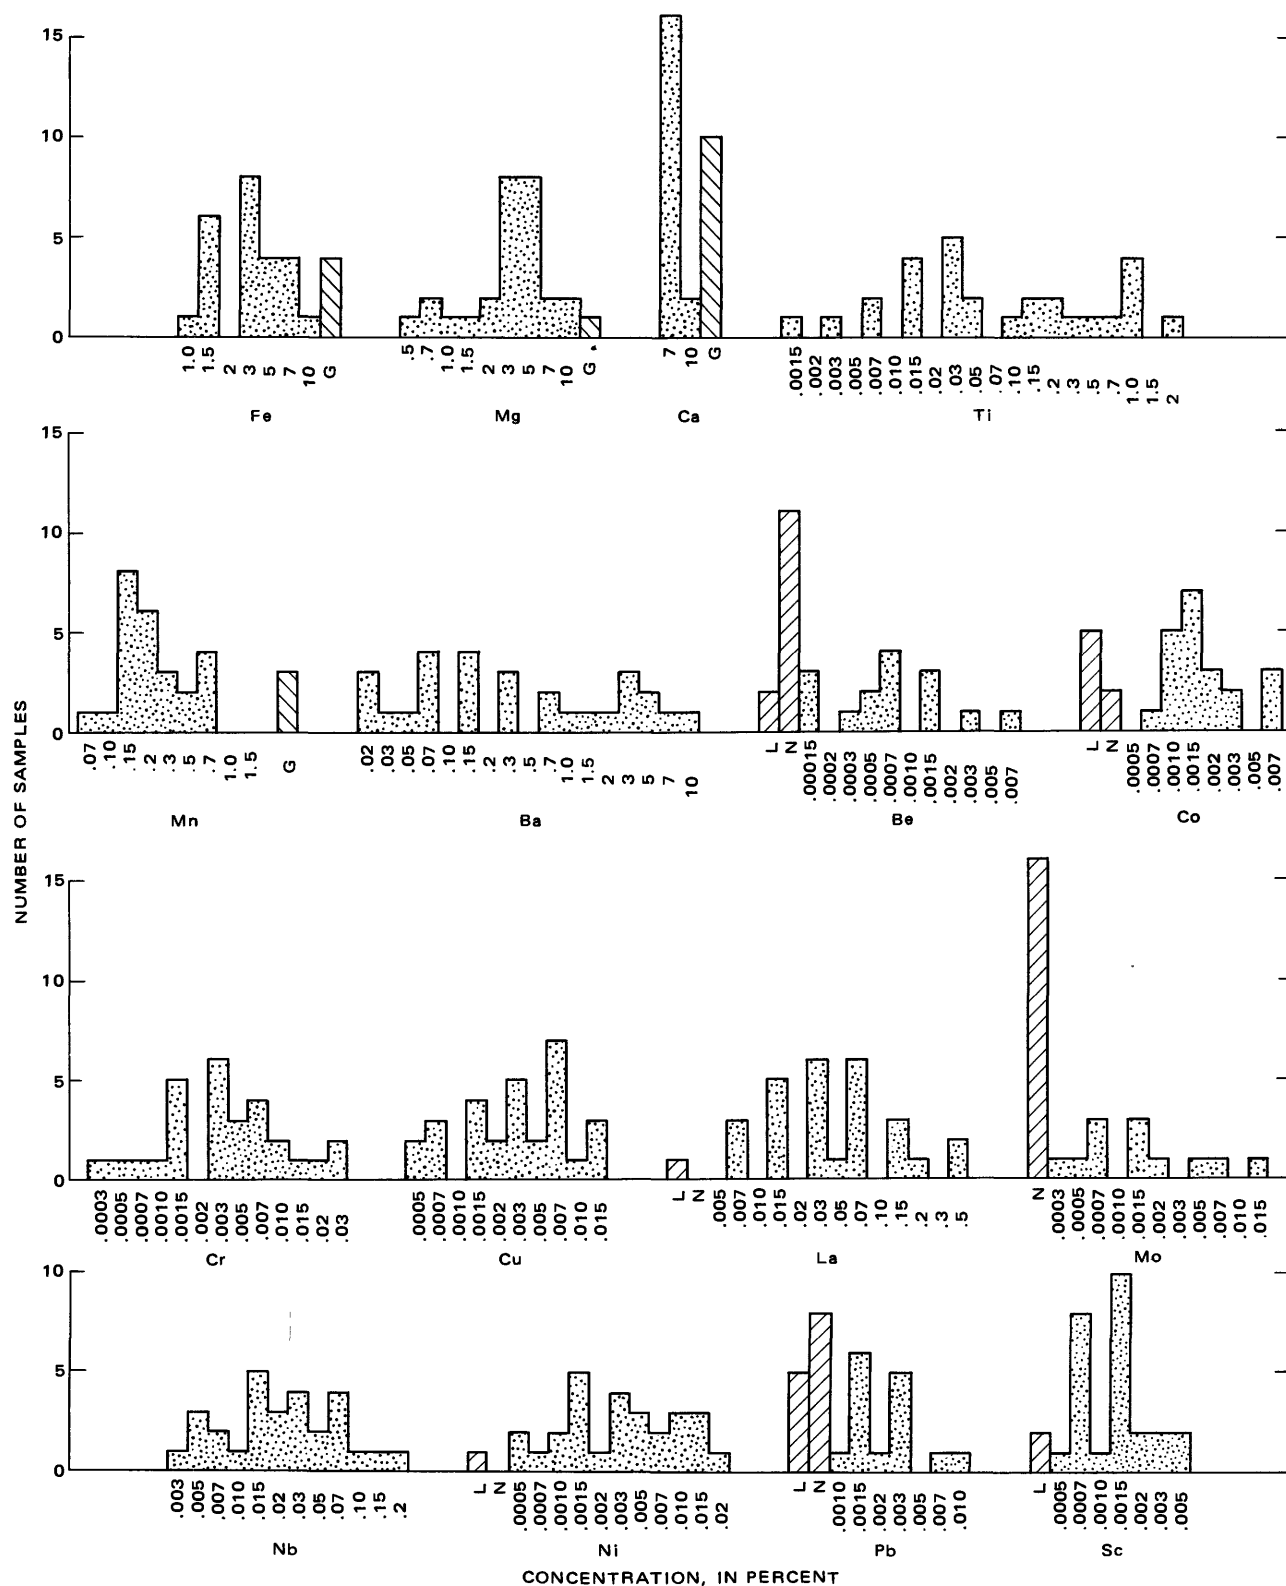 15
10
5
0
1.0 1.5 2 3 5 7 10 G
.5 .7 1.0 1.5 2 3 5 7 10 G
7 10 G
.0015 .002 .003 .005 .007 .010 .015 .02 .03 .05 .07 .10 .15 .2 .3 .5 .7 1.0 1.5 2
Fe Mg Ca Ti
15
10
5
0
.07 .10 .15 .2 .3 .5 .7 1.0 1.5 G
.02 .03 .05 .07 .10 .15 .2 .3 .5 .7 1.0 1.5 2 3 5 7 10
L N .00015 .0002 .0003 .0005 .0007 .0010 .0015 .002 .003 .005 .007
L N .0005 .0007 .0010 .0015 .002 .003 .005 .007
Mn Ba Be Co
NUMBER OF SAMPLES
15
10
5
0
.0003 .0005 .0007 .0010 .0015 .002 .003 .005 .007 .010 .015 .02 .03
.0005 .0007 .0010 .0015 .002 .003 .005 .007 .010 .015
L N .005 .007 .010 .015 .02 .03 .05 .07 .10 .15 .2 .3 .5
N .0003 .0005 .0007 .0010 .0015 .002 .003 .005 .007 .010 .015
Cr Cu La Mo
10
5
0
.003 .005 .007 .010 .015 .02 .03 .05 .07 .10 .15 .2
L N .0005 .0007 .0010 .0015 .002 .003 .005 .007 .010 .015 .02
L N .0010 .0015 .002 .003 .005 .007 .010
L .0005 .0007 .0010 .0015 .002 .003 .005
Nb Ni Pb Sc
CONCENTRATION, IN PERCENT